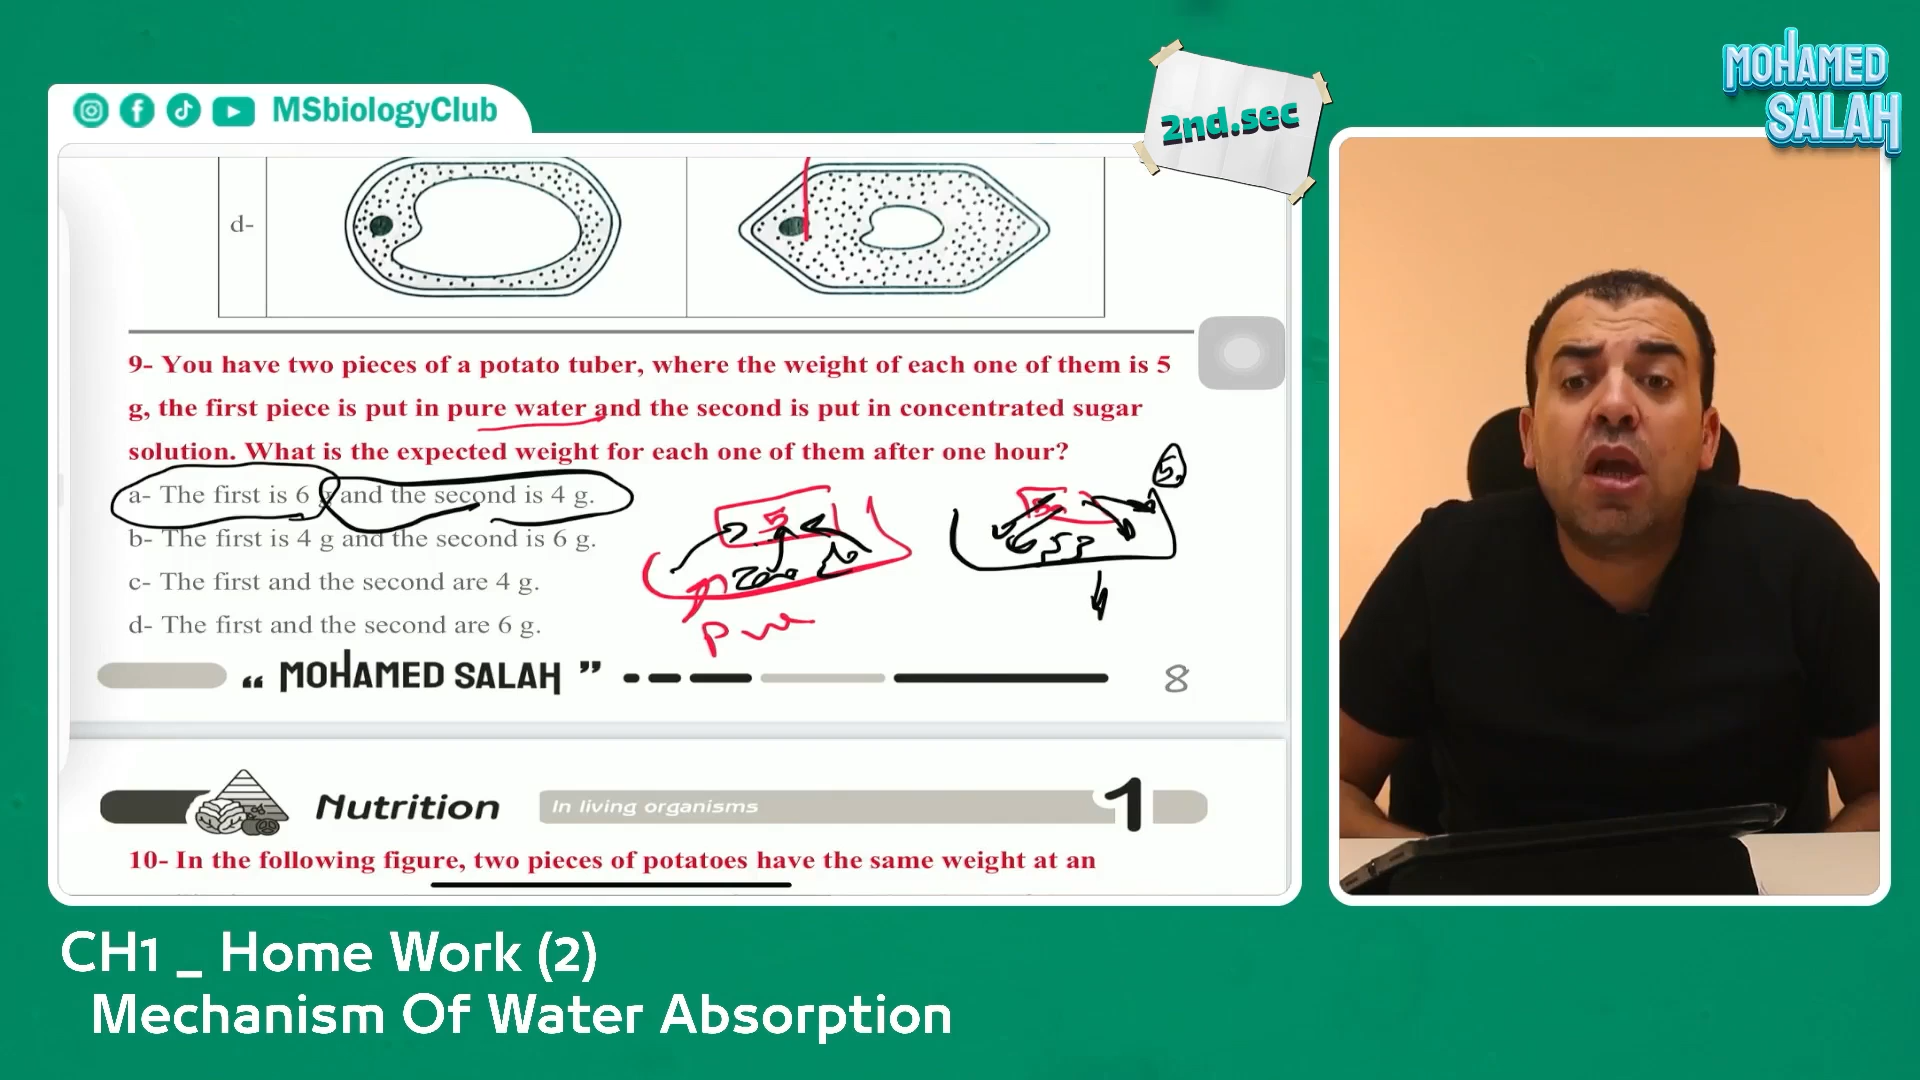 MOHAMED
SALAH
2nd.sec
MSbiologyClub
d-
9- You have two pieces of a potato tuber, where the weight of each one of them is 5
g, the first piece is put in pure water and the second is put in concentrated sugar
solution. What is the expected weight for each one of them after one hour?
a- The first is 6 g and the second is 4 g.
b- The first is 4 g and the second is 6 g.
c- The first and the second are 4 g.
d- The first and the second are 6 g.
5
5
“ MOHAMED SALAH ”
8
Nutrition
In living organisms
1
10- In the following figure, two pieces of potatoes have the same weight at an
CH1 _ Home Work (2)
Mechanism Of Water Absorption